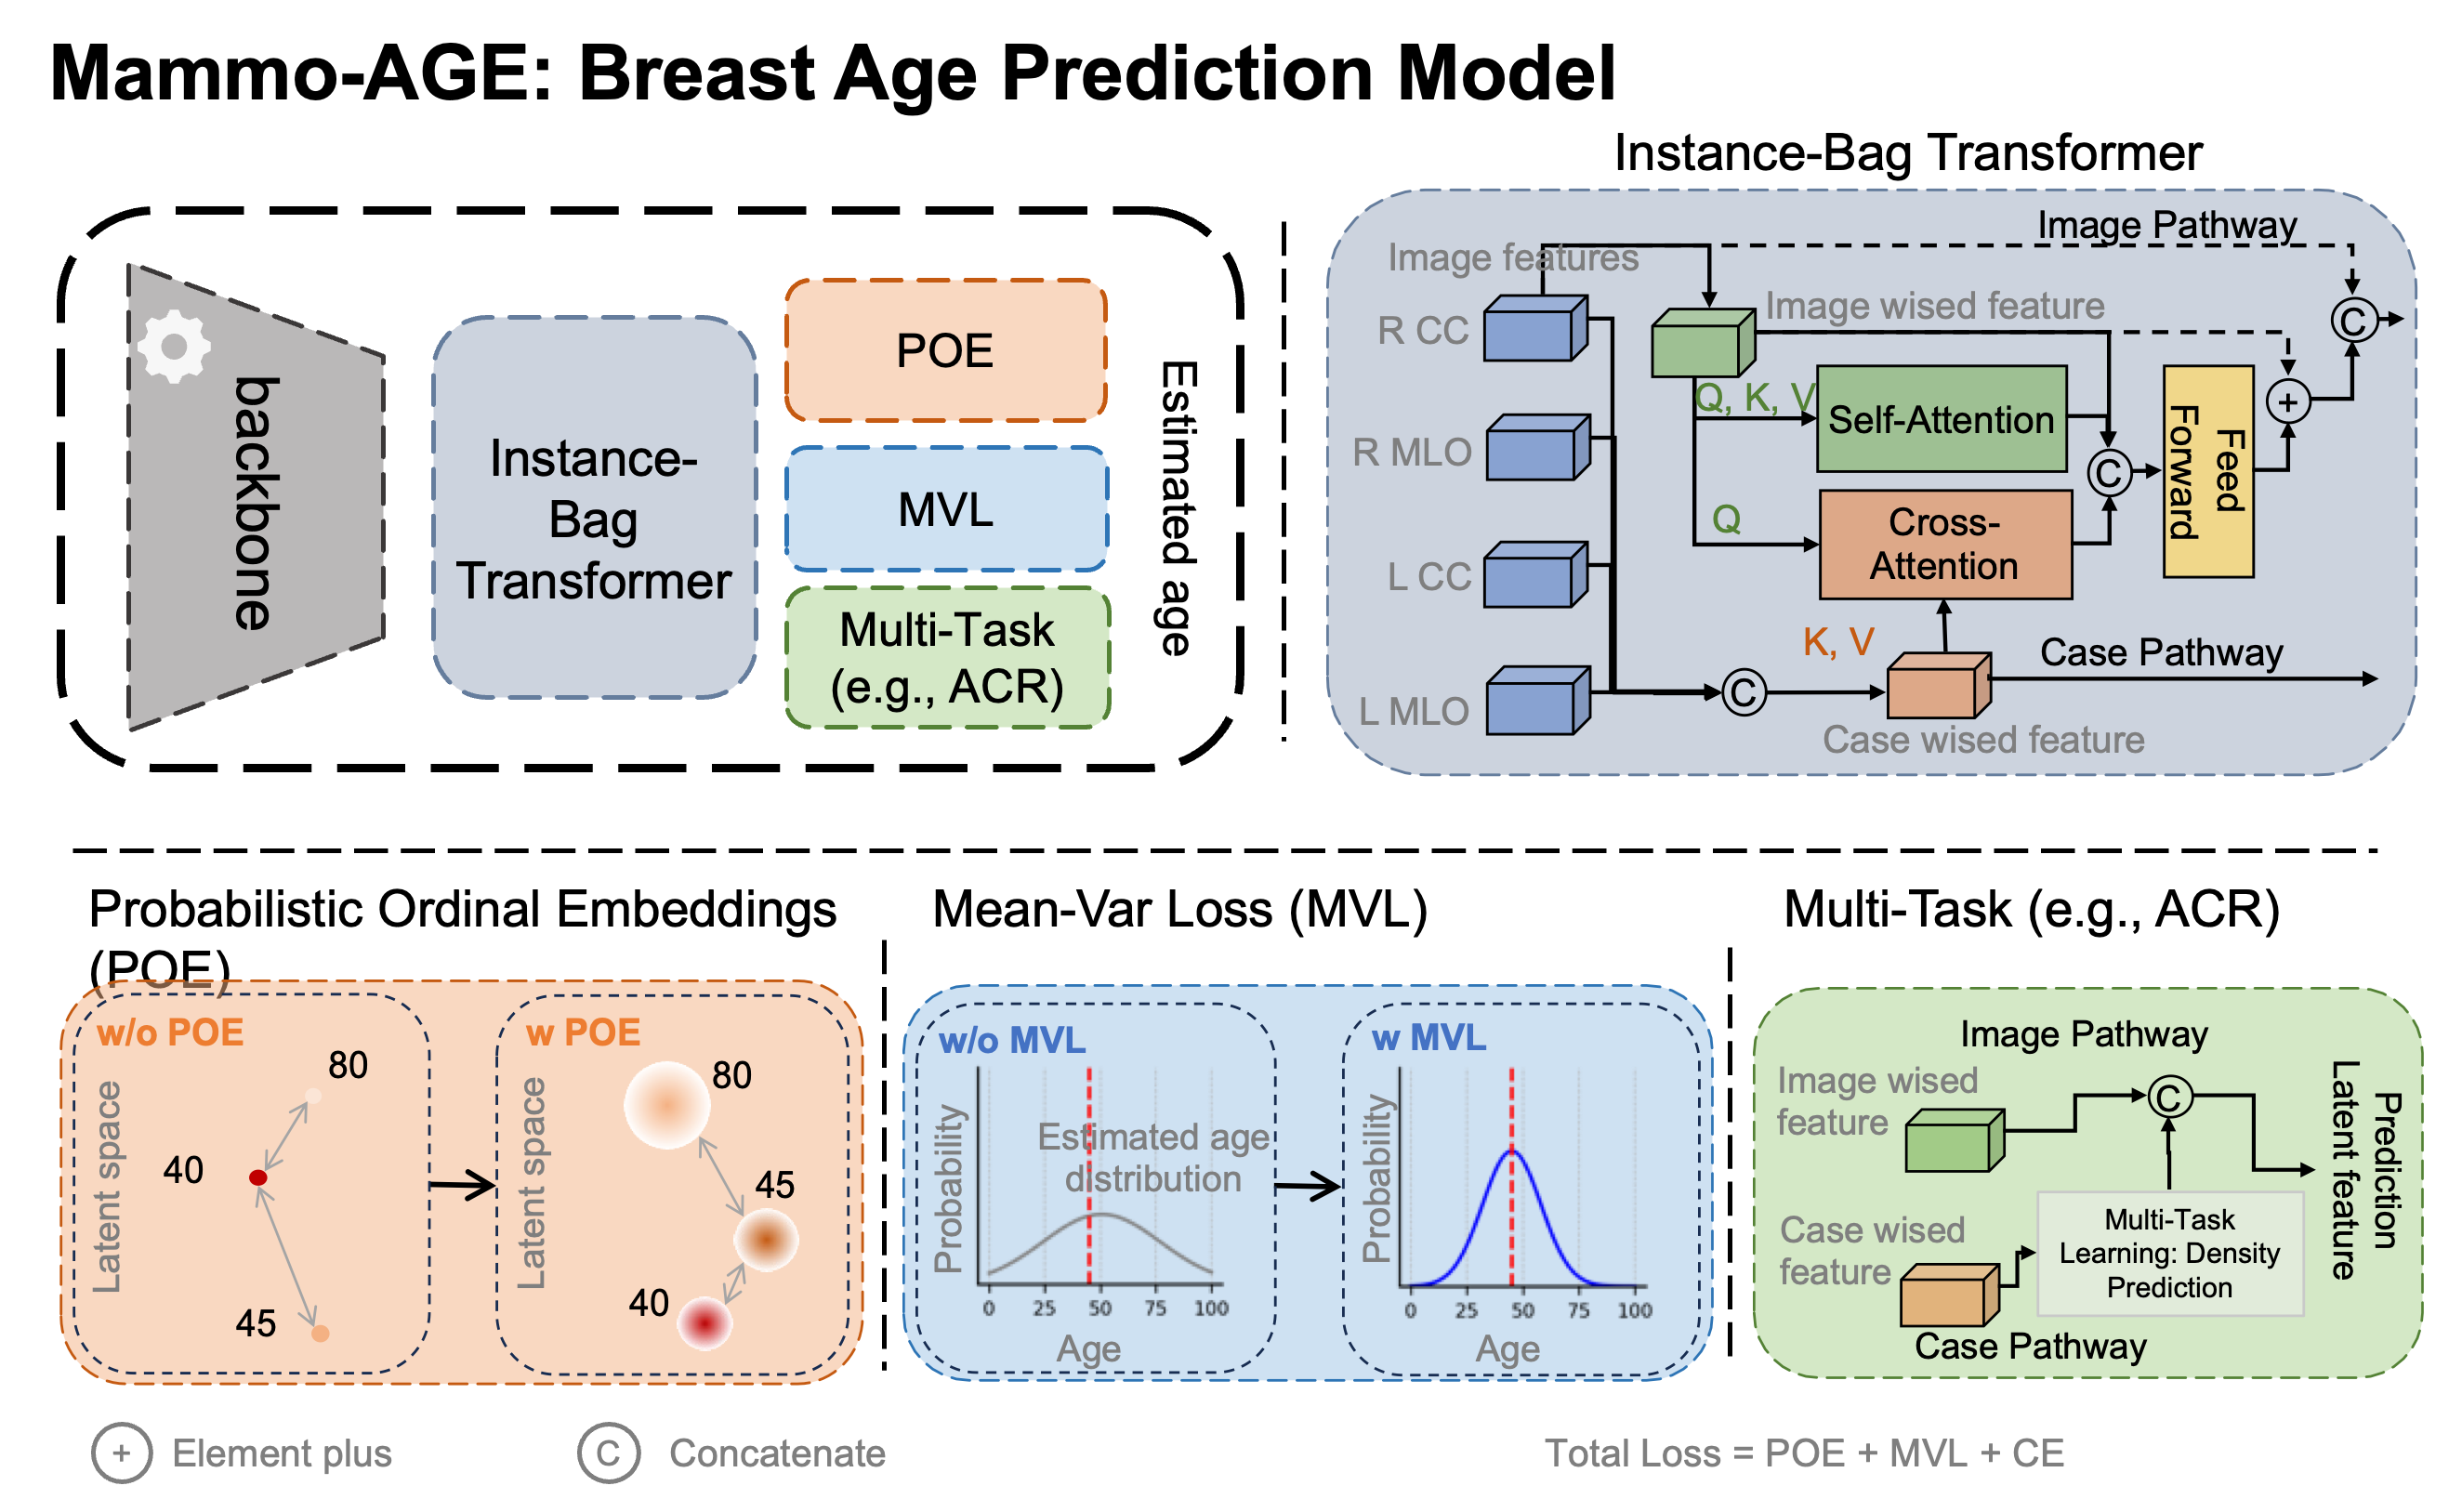 Mammo-AGE: Breast Age Prediction Model
backbone
Instance-
Bag
Transformer
POE
MVL
Multi-Task
(e.g., ACR)
Estimated age
Instance-Bag Transformer
Image Pathway
Image features
Image wised feature
R CC
R MLO
L CC
L MLO
Q, K, V
Self-Attention
Q
Cross-
Attention
K, V
C
Feed
Forward
+
C
C
Case Pathway
Case wised feature
Probabilistic Ordinal Embeddings
(POE)
w/o POE
Latent space
80
40
45
w POE
Latent space
80
45
40
Mean-Var Loss (MVL)
w/o MVL
Probability
Estimated age
distribution
0 25 50 75 100
Age
w MVL
Probability
0 25 50 75 100
Age
Multi-Task (e.g., ACR)
Image Pathway
Image wised
feature
C
Case wised
feature
Multi-Task
Learning: Density
Prediction
Case Pathway
Prediction
Latent feature
+ Element plus
C Concatenate
Total Loss = POE + MVL + CE